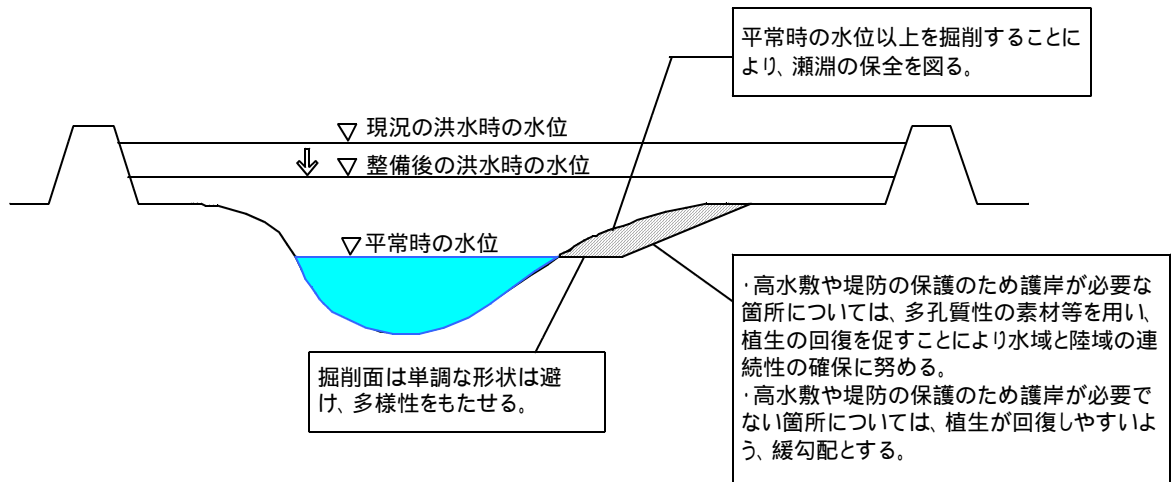 平常時の水位以上を掘削することに
より、瀬淵の保全を図る。
▽ 現況の洪水時の水位
▽ 整備後の洪水時の水位
▽平常時の水位
・高水敷や堤防の保護のため護岸が必要な
箇所については、多孔質性の素材等を用い、
植生の回復を促すことにより水域と陸域の連
続性の確保に努める。
・高水敷や堤防の保護のため護岸が必要で
ない箇所については、植生が回復しやすいよ
う、緩勾配とする。
掘削面は単調な形状は避
け、多様性をもたせる。